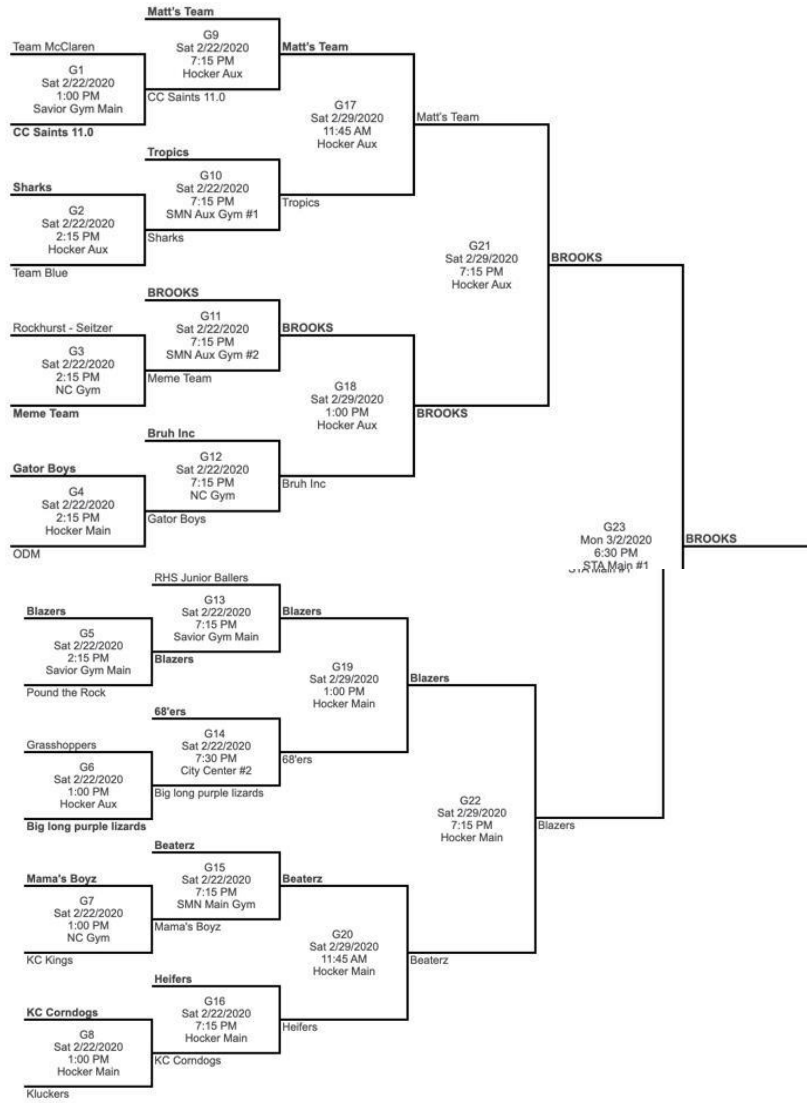 Matt's Team
G9
Sat 2/22/2020
7:15 PM
Hocker Aux
CC Saints 11.0
Team McClaren
G1
Sat 2/22/2020
1:00 PM
Savior Gym Main
CC Saints 11.0
Matt's Team
G17
Sat 2/29/2020
11:45 AM
Hocker Aux
Tropics
Matt's Team
Tropics
G10
Sat 2/22/2020
7:15 PM
SMN Aux Gym #1
Sharks
Sharks
G2
Sat 2/22/2020
2:15 PM
Hocker Aux
Team Blue
G21
Sat 2/29/2020
7:15 PM
Hocker Aux
BROOKS
BROOKS
G11
Sat 2/22/2020
7:15 PM
SMN Aux Gym #2
Meme Team
Rockhurst - Seitzer
G3
Sat 2/22/2020
2:15 PM
NC Gym
Meme Team
BROOKS
G18
Sat 2/29/2020
1:00 PM
Hocker Aux
Bruh Inc
BROOKS
Bruh Inc
G12
Sat 2/22/2020
7:15 PM
NC Gym
Gator Boys
Gator Boys
G4
Sat 2/22/2020
2:15 PM
Hocker Main
ODM
G23
Mon 3/2/2020
6:30 PM
STA Main #1
BROOKS
RHS Junior Ballers
G13
Sat 2/22/2020
7:15 PM
Savior Gym Main
Blazers
Blazers
G5
Sat 2/22/2020
2:15 PM
Savior Gym Main
Pound the Rock
Blazers
G19
Sat 2/29/2020
1:00 PM
Hocker Main
68'ers
Blazers
68'ers
G14
Sat 2/22/2020
7:30 PM
City Center #2
Big long purple lizards
Grasshoppers
G6
Sat 2/22/2020
1:00 PM
Hocker Aux
Big long purple lizards
G22
Sat 2/29/2020
7:15 PM
Hocker Main
Blazers
Beaterz
G15
Sat 2/22/2020
7:15 PM
SMN Main Gym
Mama's Boyz
Mama's Boyz
G7
Sat 2/22/2020
1:00 PM
NC Gym
KC Kings
Beaterz
G20
Sat 2/29/2020
11:45 AM
Hocker Main
Heifers
Beaterz
Heifers
G16
Sat 2/22/2020
7:15 PM
Hocker Main
KC Corndogs
KC Corndogs
G8
Sat 2/22/2020
1:00 PM
Hocker Main
Kluckers